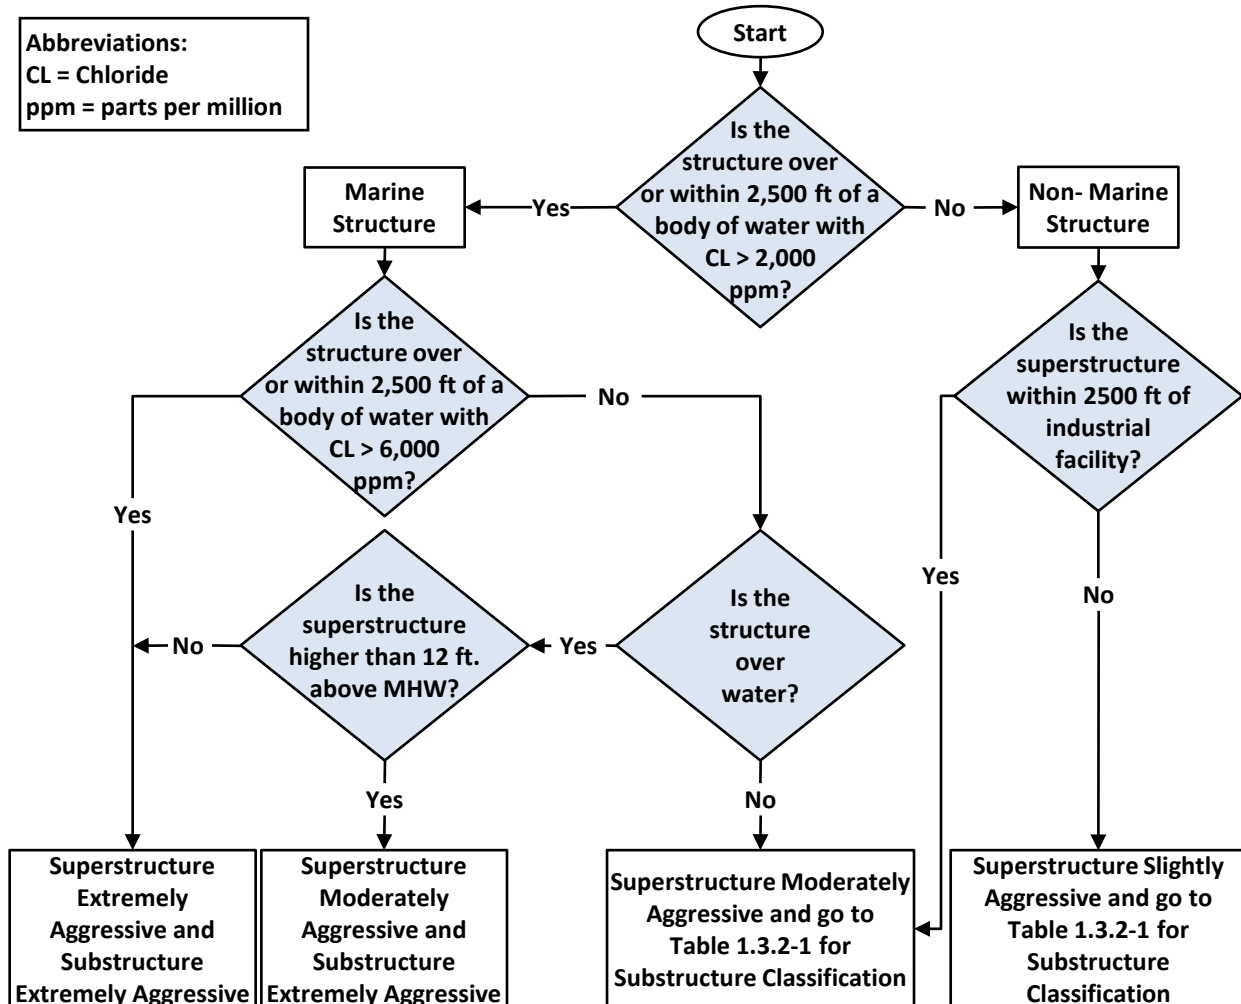 Abbreviations:
CL = Chloride
ppm = parts per million
Start
Is the
structure over
or within 2,500 ft of a
body of water with
CL > 2,000
ppm?
Yes
No
Marine
Structure
Non- Marine
Structure
Is the
structure over
or within 2,500 ft of a
body of water with
CL > 6,000
ppm?
No
Yes
Is the
superstructure
within 2500 ft of
industrial
facility?
Yes
No
Is the
superstructure
higher than 12 ft.
above MHW?
No
Yes
Is the
structure
over
water?
Yes
No
Superstructure
Extremely
Aggressive and
Substructure
Extremely Aggressive
Superstructure
Moderately
Aggressive and
Substructure
Extremely Aggressive
Superstructure Moderately
Aggressive and go to
Table 1.3.2-1 for
Substructure Classification
Superstructure Slightly
Aggressive and go to
Table 1.3.2-1 for
Substructure
Classification